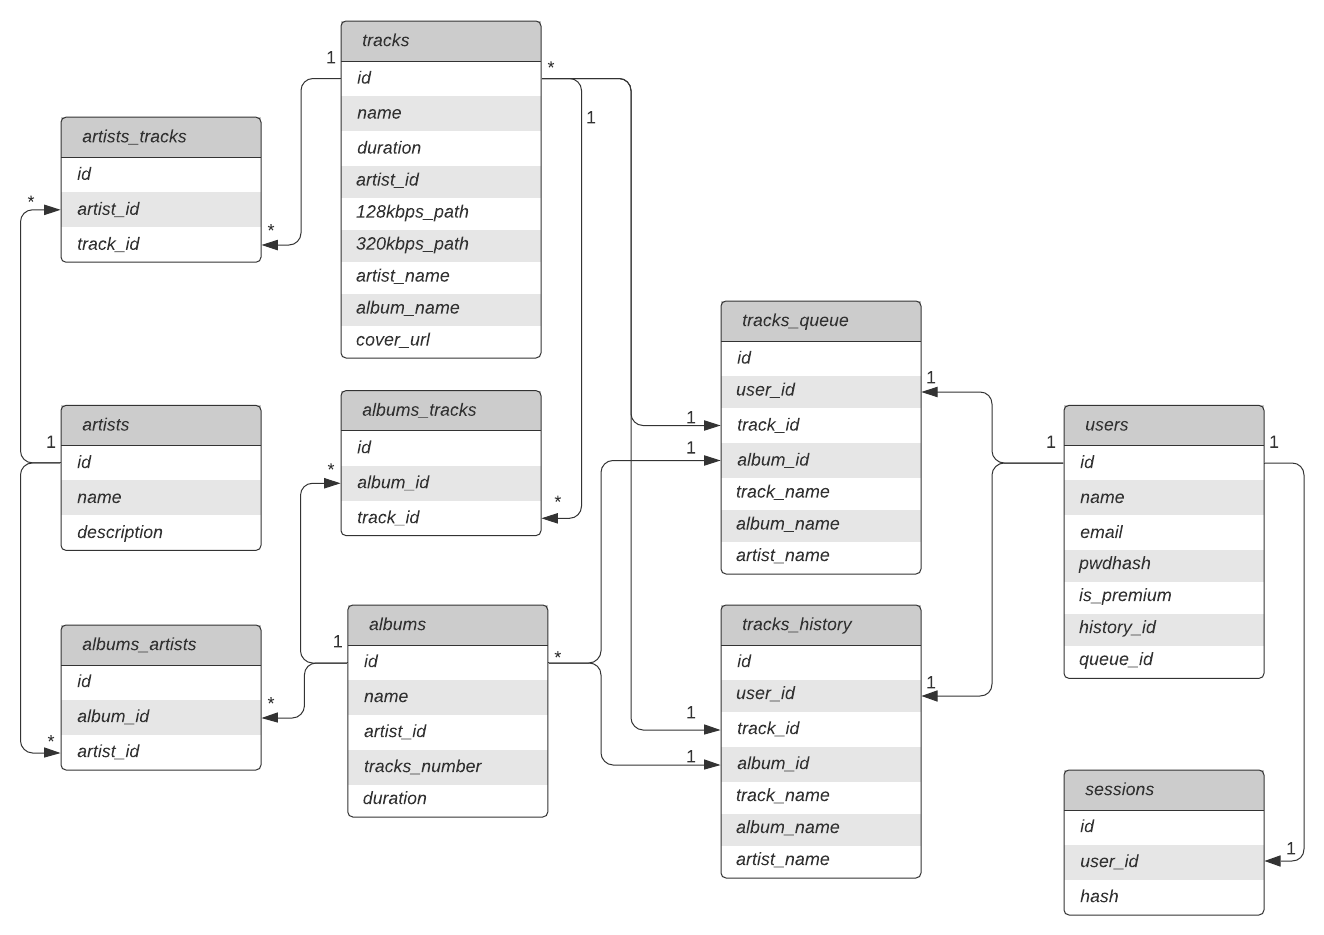 tracks
id
name
duration
artist_id
128kbps_path
320kbps_path
artist_name
album_name
cover_url
1
*
1
artists_tracks
id
artist_id
track_id
*
*
artists
id
name
description
1
albums_tracks
id
album_id
track_id
*
*
albums_artists
id
album_id
artist_id
*
*
albums
id
name
artist_id
tracks_number
duration
1
*
tracks_queue
id
user_id
track_id
album_id
track_name
album_name
artist_name
1
1
1
tracks_history
id
user_id
track_id
album_id
track_name
album_name
artist_name
1
1
1
users
id
name
email
pwdhash
is_premium
history_id
queue_id
1
1
sessions
id
user_id
hash
1